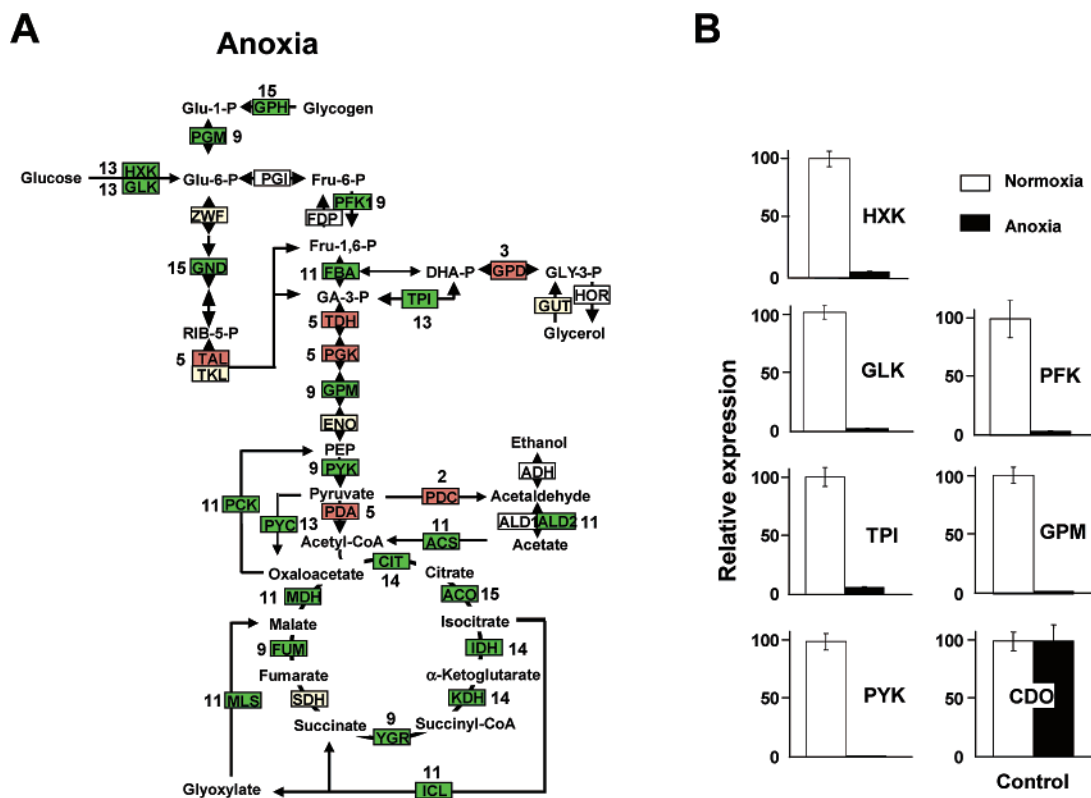 A
Anoxia
15
Glu-1-P GPH Glycogen
PGM 9
Glucose 13 HXK Glu-6-P PGI Fru-6-P
13 GLK
ZWF FDP PFK1 9
Fru-1,6-P
15 GND 11 FBA DHA-P 3 GPD GLY-3-P
GA-3-P TPI GUT HOR
13 Glycerol
RIB-5-P 5 TDH
5 TAL 5 PGK
TKL
9 GPM
ENO
PEP Ethanol
9 PYK ADH
11 PCK Pyruvate 2 PDC Acetaldehyde
PYC 13 PDA 5 ALD1 ALD2 11
Acetyl-CoA 11 ACS Acetate
CIT
Oxaloacetate 14 Citrate
11 MDH ACO 15
Malate Isocitrate
9 FUM IDH 14
Fumarate α-Ketoglutarate
11 MLS SDH KDH 14
Succinate 9 YGR Succinyl-CoA
11
Glyoxylate ICL
B
Relative expression
Normoxia
Anoxia
100
50
0
HXK
100
50
0
GLK
100
50
0
PFK
100
50
0
TPI
100
50
0
GPM
100
50
0
PYK
100
50
0
CDO
Control